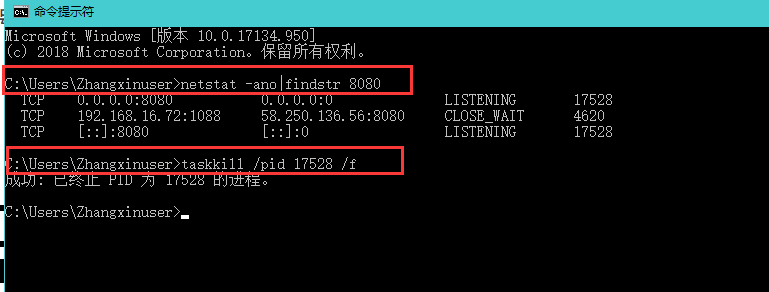 命令提示符
Microsoft Windows [版本 10.0.17134.950]
(c) 2018 Microsoft Corporation。保留所有权利。
C:\Users\Zhangxinuser>netstat -ano|findstr 8080
TCP 0.0.0.0:8080 0.0.0.0:0 LISTENING 17528
TCP 192.168.16.72:1088 58.250.136.56:8080 CLOSE_WAIT 4620
TCP [::]:8080 [::]:0 LISTENING 17528
C:\Users\Zhangxinuser>taskkill /pid 17528 /f
成功: 已终止 PID 为 17528 的进程。
C:\Users\Zhangxinuser>